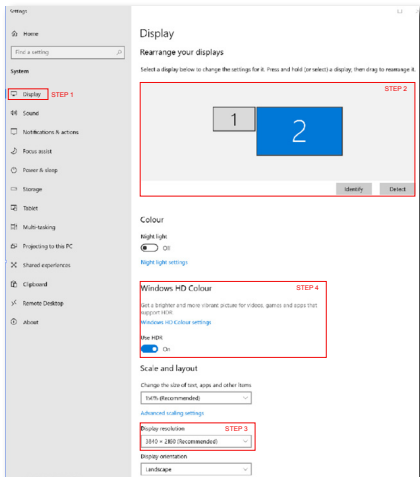 Settings
Home
Find a setting
System
Display
STEP 1
Sound
Notifications & actions
Focus assist
Power & sleep
Storage
Tablet
Multi-tasking
Projecting to this PC
Shared experiences
Clipboard
Remote Desktop
About
Display
Rearrange your displays
Select a display below to change the settings for it. Press and hold (or select) a display, then drag to rearrange it.
STEP 2
1
2
Identify
Detect
Colour
Night light
Off
Night light settings
Windows HD Colour
STEP 4
Get a brighter and more vibrant picture for videos, games and apps that
support HDR.
Windows HD Colour settings
Use HDR
On
Scale and layout
Change the size of text, apps and other items
(Recommended)
Advanced scaling settings
Display resolution
STEP 3
3840 × 2160 (Recommended)
Display orientation
Landscape